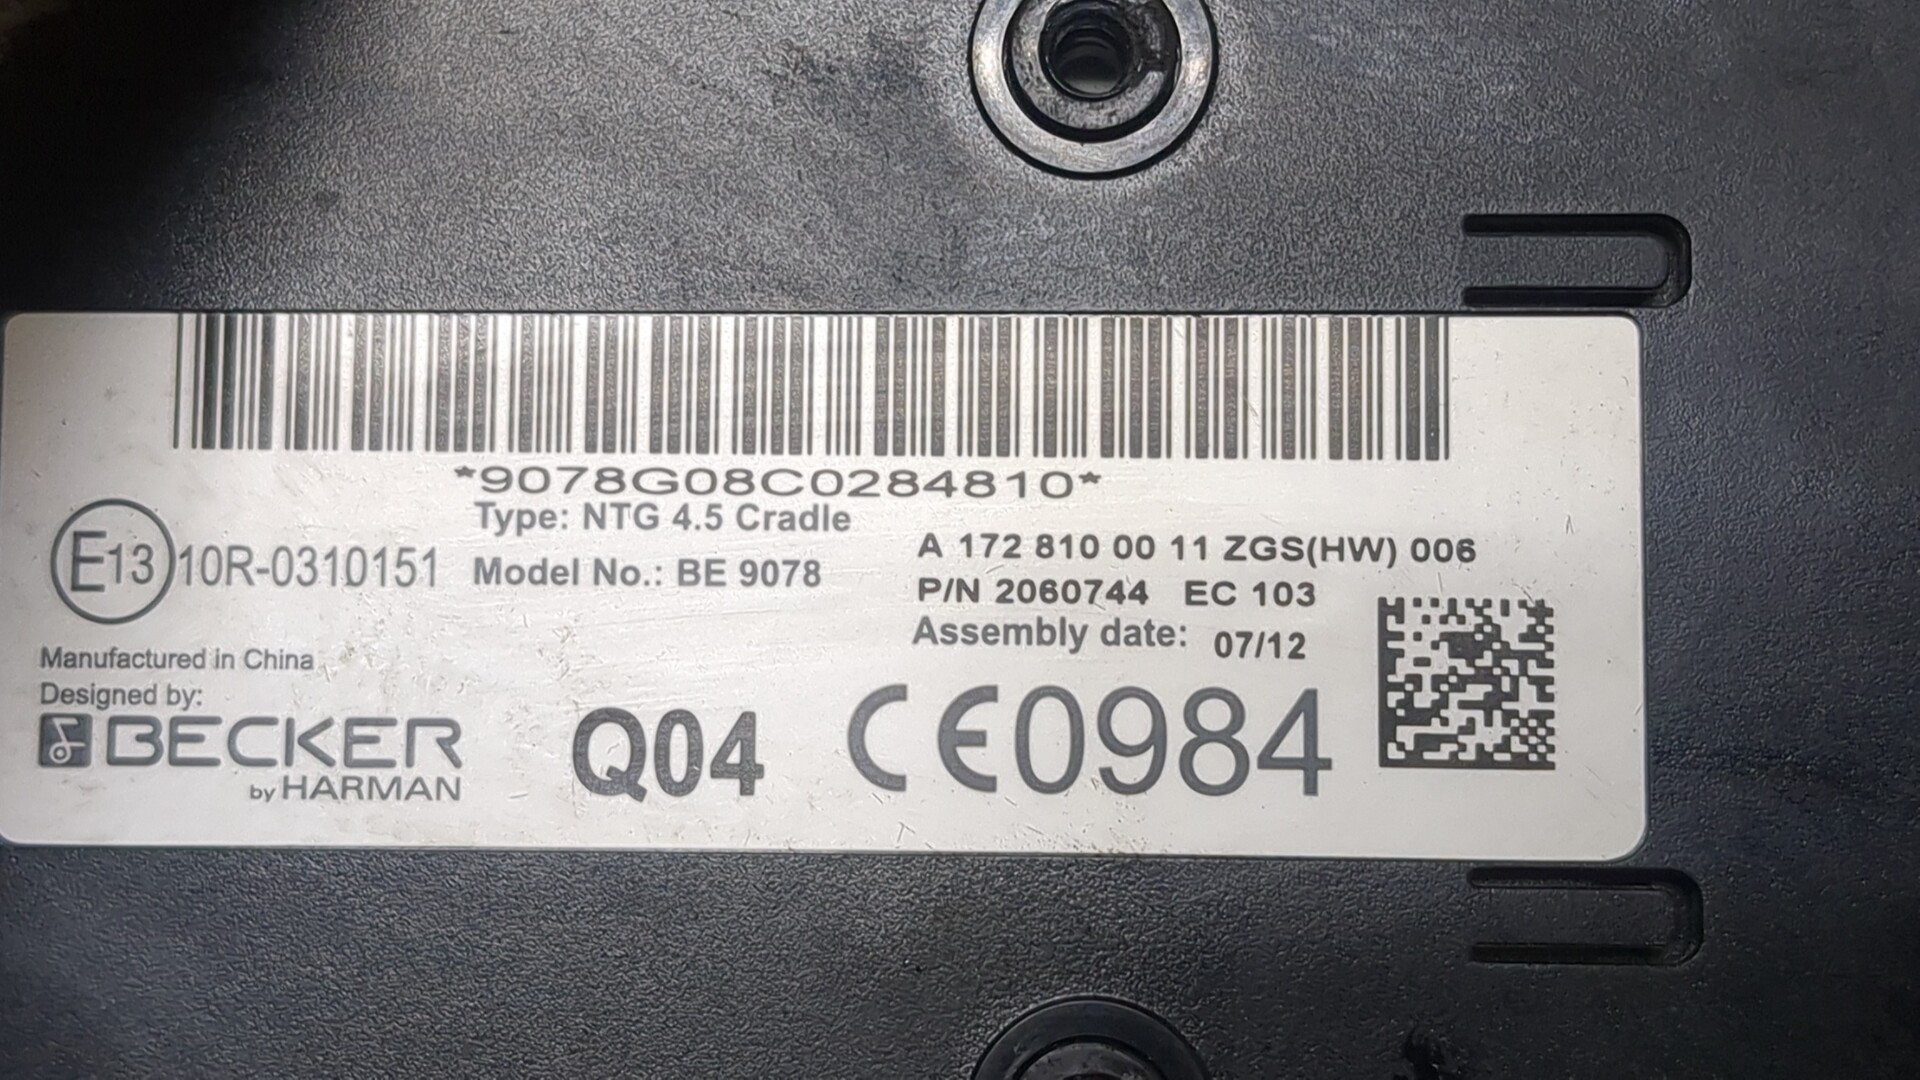 *9078G08C0284810*
Type: NTG 4.5 Cradle
E13 10R-0310151
Model No.: BE 9078
A 172 810 00 11 ZGS(HW) 006
P/N 2060744 EC 103
Assembly date: 07/12
Manufactured in China
Designed by:
BECKER
by HARMAN
Q04
CE0984